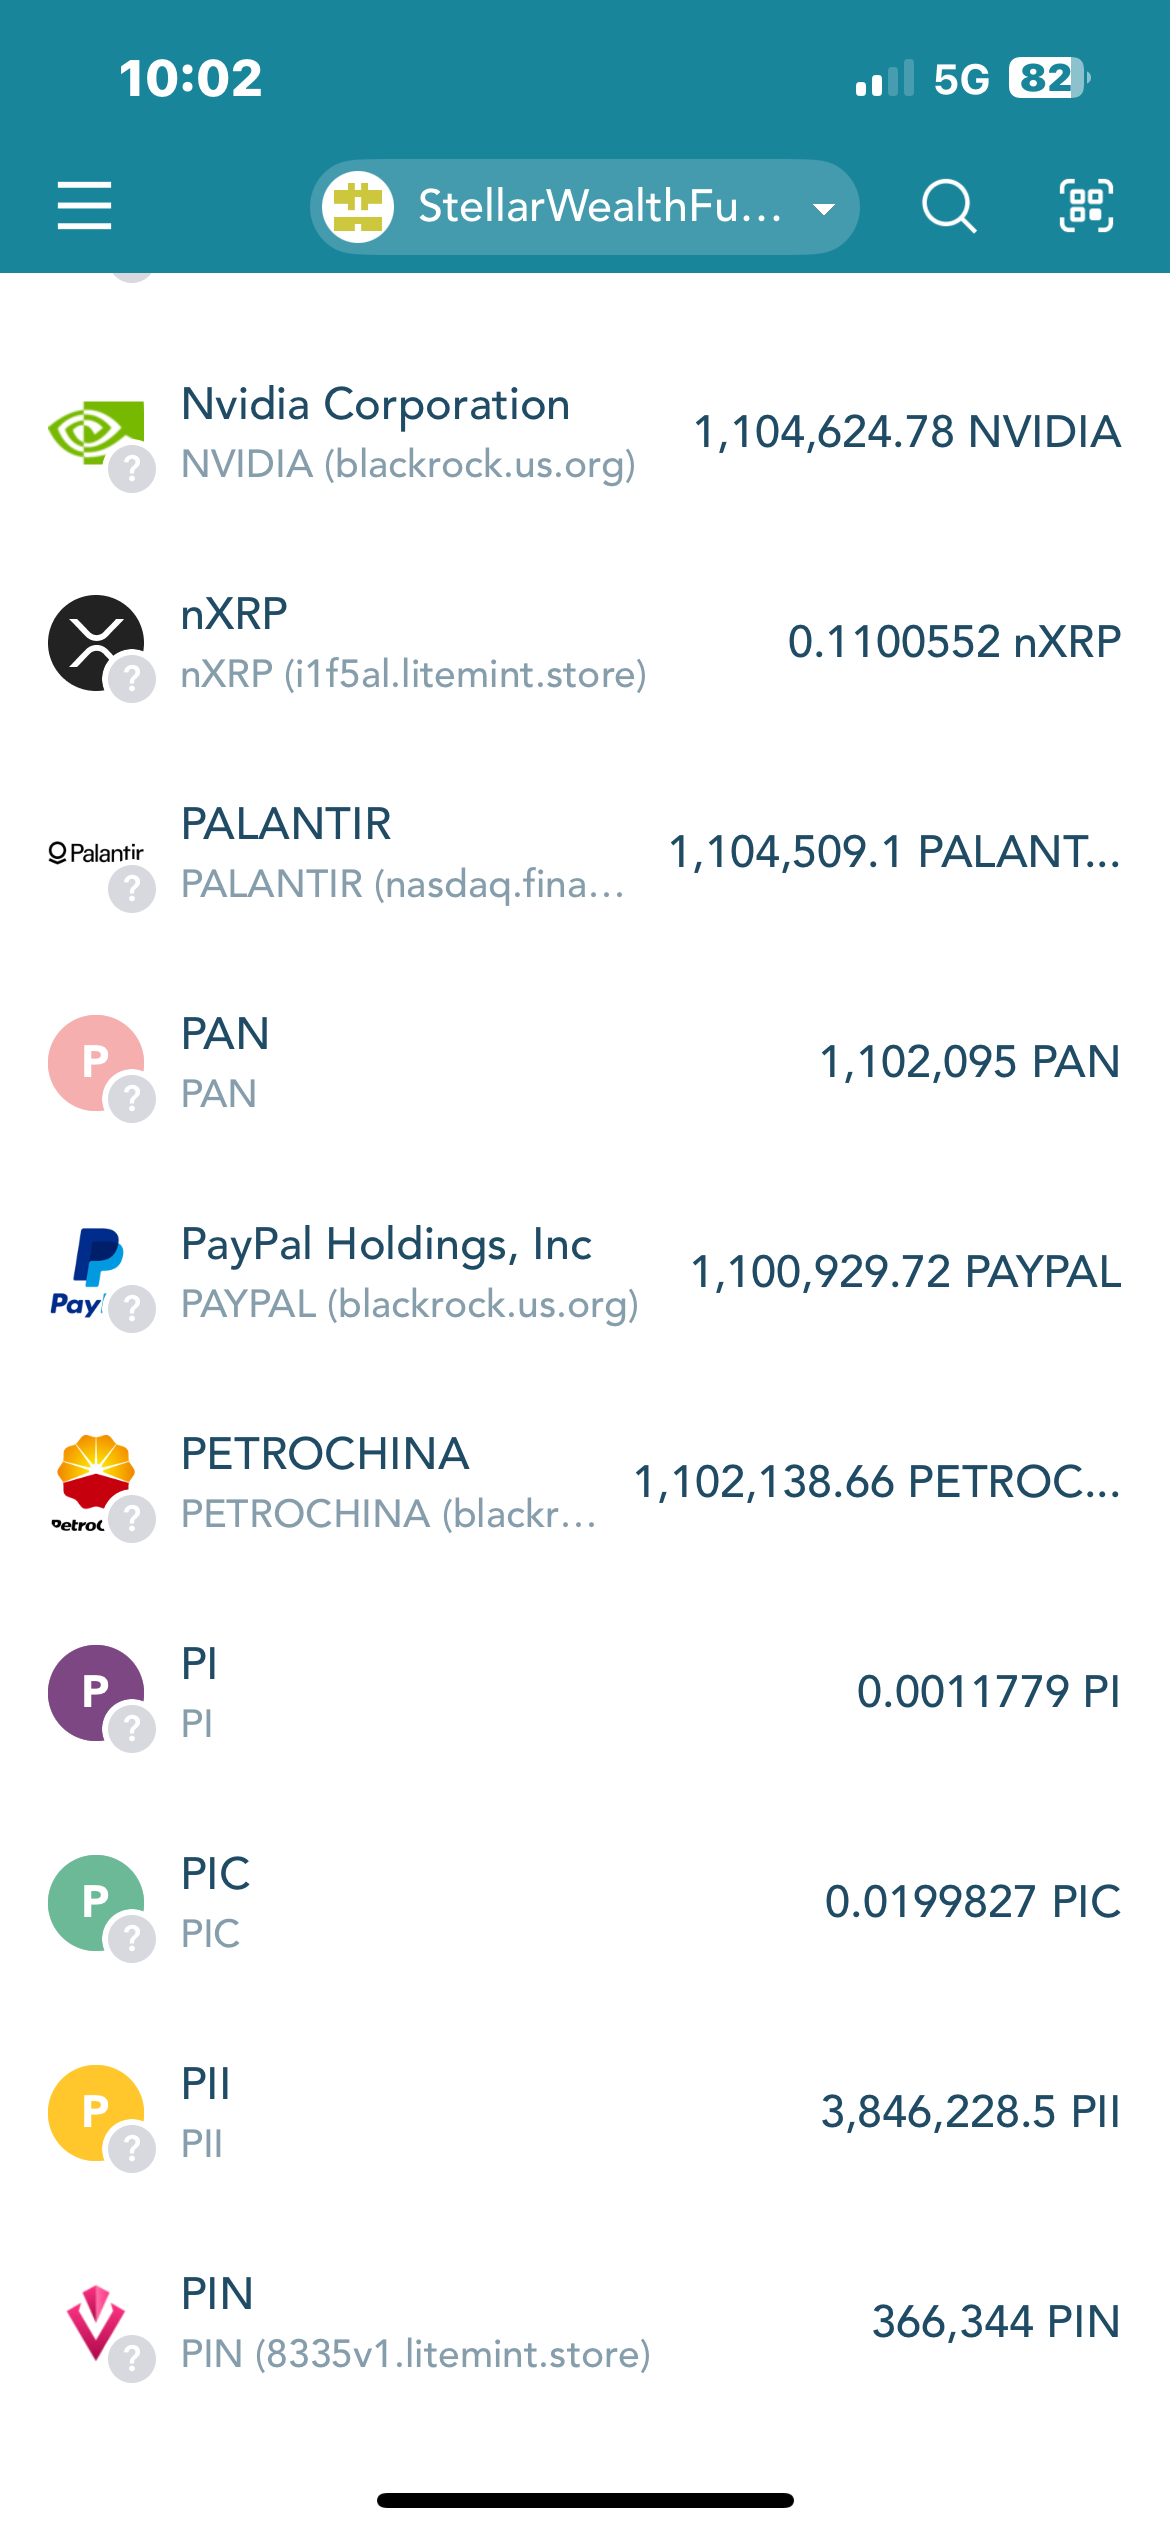 10:02
5G 82
StellarWealthFu...
Nvidia Corporation
NVIDIA (blackrock.us.org)
1,104,624.78 NVIDIA
?
nXRP
nXRP (i1f5al.litemint.store)
0.1100552 nXRP
?
Palantir
PALANTIR
PALANTIR (nasdaq.fina...
1,104,509.1 PALANT...
?
P
PAN
PAN
1,102,095 PAN
?
Pay
PayPal Holdings, Inc
PAYPAL (blackrock.us.org)
1,100,929.72 PAYPAL
?
PetroC
PETROCHINA
PETROCHINA (blackr...
1,102,138.66 PETROC...
?
P
PI
PI
0.0011779 PI
?
P
PIC
PIC
0.0199827 PIC
?
P
PII
PII
3,846,228.5 PII
?
PIN
PIN (8335v1.litemint.store)
366,344 PIN
?